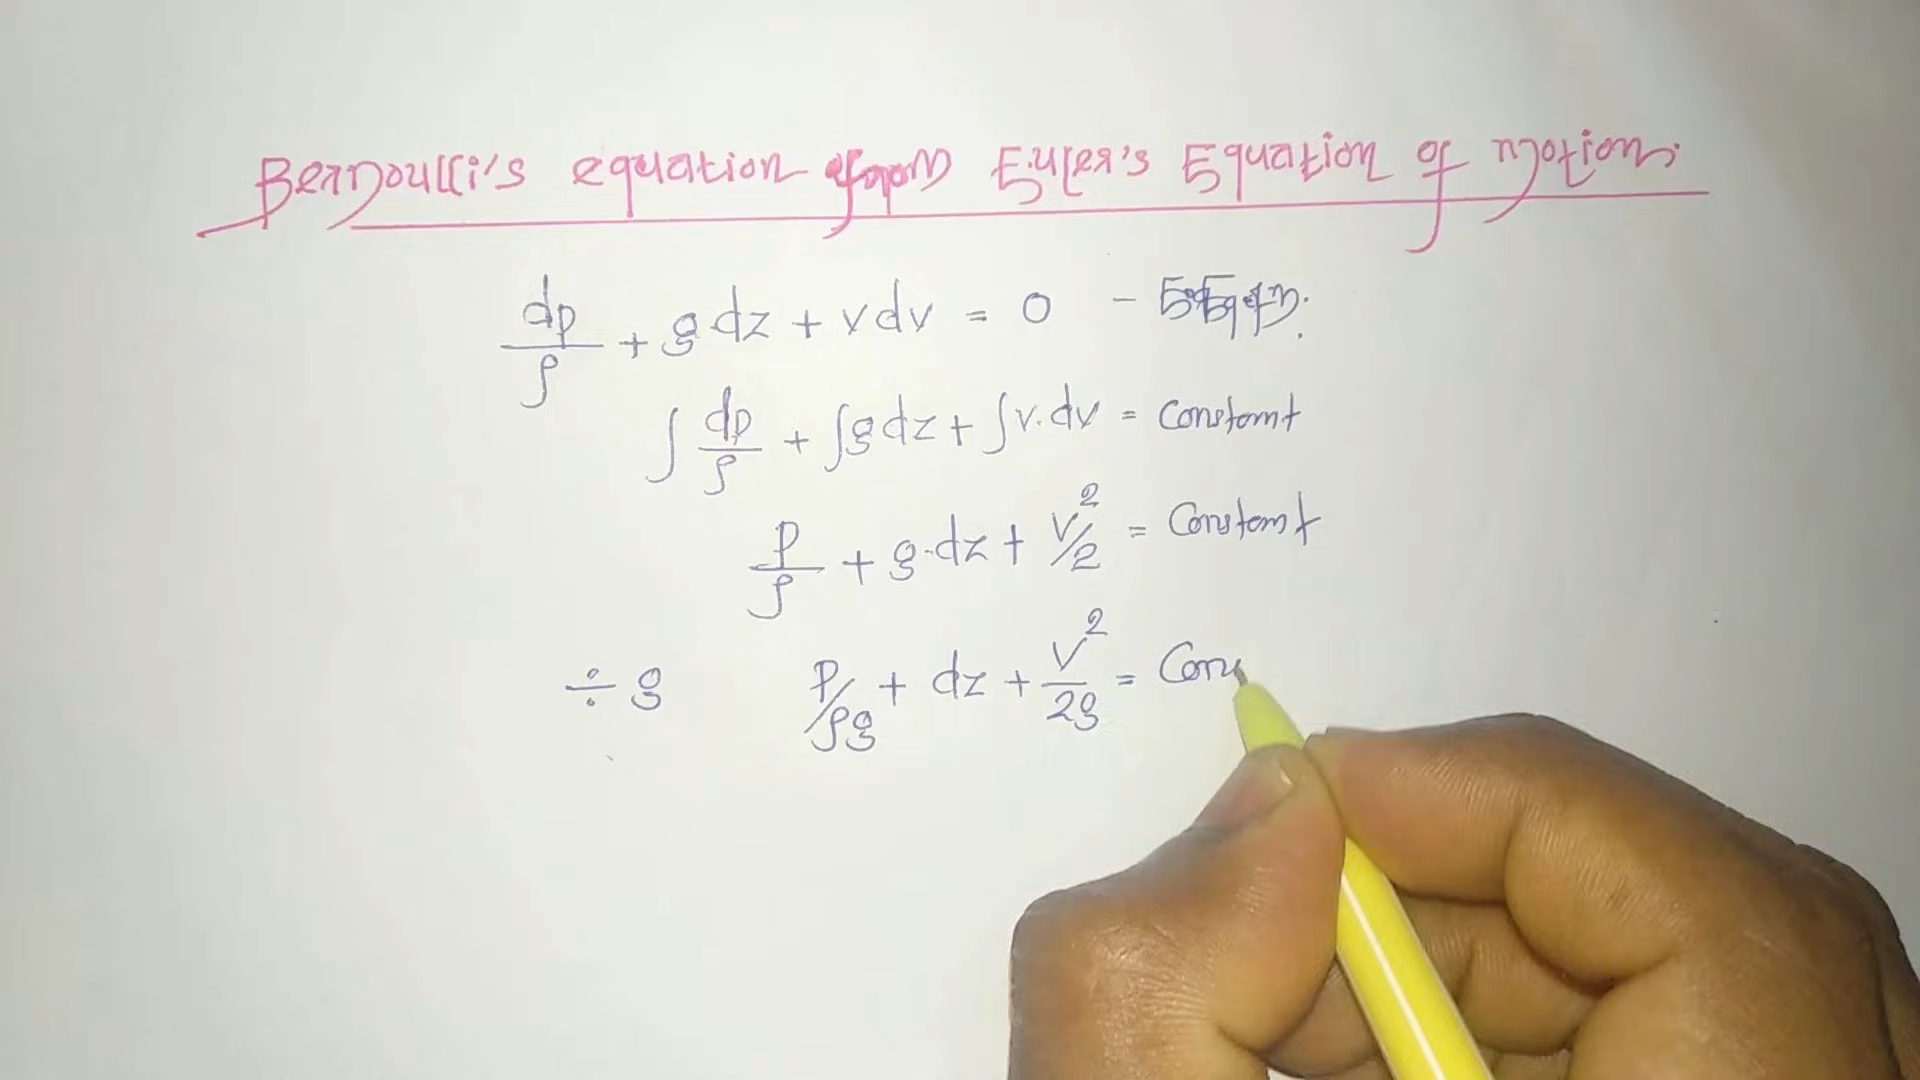 Bernoulli's equation from Euler's Equation of motion.
dp/ρ + g dz + v dv = 0 -
∫ dp/ρ + ∫g dz + ∫v.dv = Constant
P/ρ + g.dz + V²/2 = Constant
÷ g P/ρg + dz + V²/2g = Cons